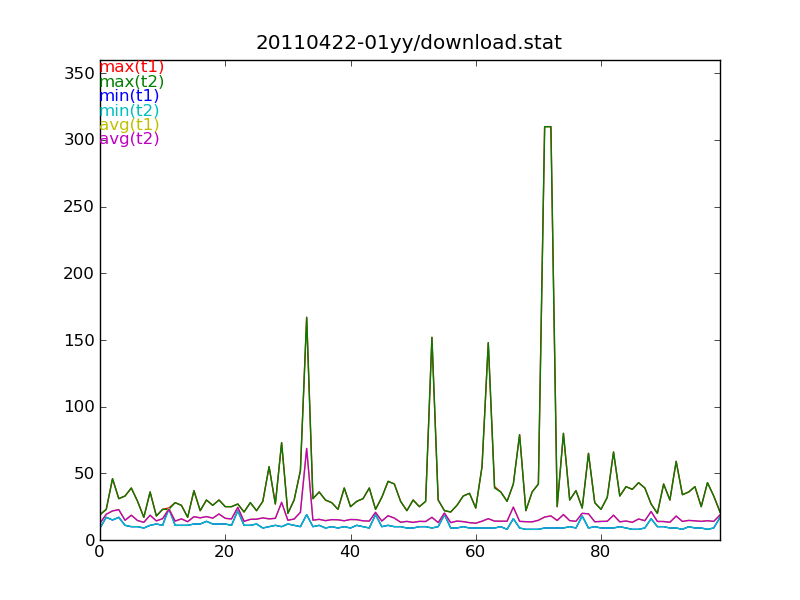 20110422-01yy/download.stat
max(t1)
max(t2)
min(t1)
min(t2)
avg(t1)
avg(t2)
350
300
250
200
150
100
50
0
0 20 40 60 80